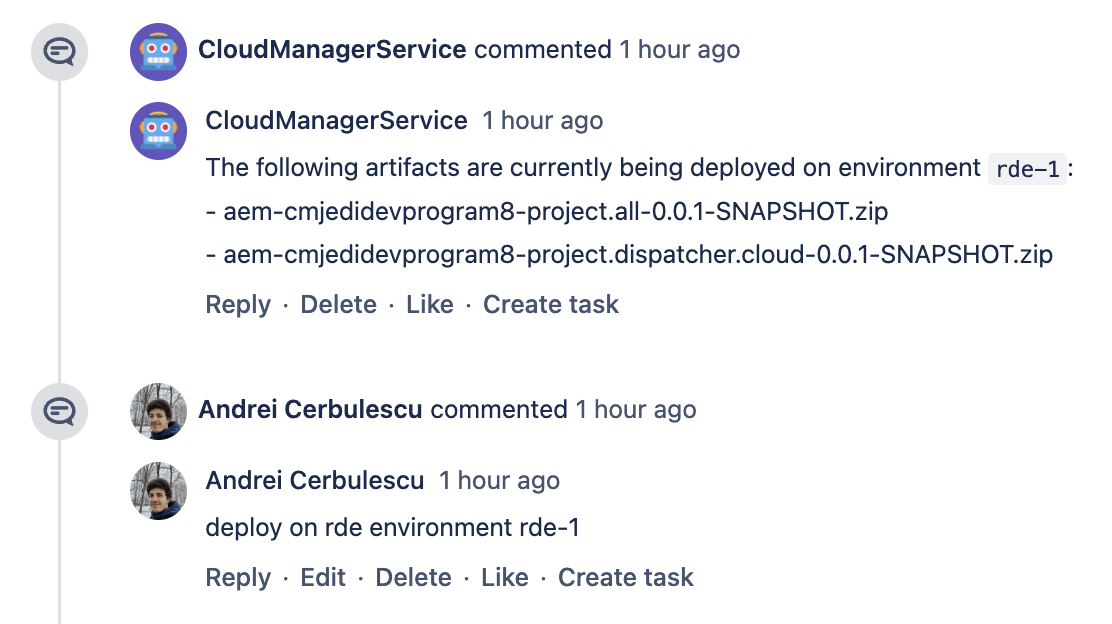 CloudManagerService commented 1 hour ago
CloudManagerService 1 hour ago
The following artifacts are currently being deployed on environment rde-1:
- aem-cmjedidevprogram8-project.all-0.0.1-SNAPSHOT.zip
- aem-cmjedidevprogram8-project.dispatcher.cloud-0.0.1-SNAPSHOT.zip
Reply · Delete · Like · Create task
Andrei Cerbulescu commented 1 hour ago
Andrei Cerbulescu 1 hour ago
deploy on rde environment rde-1
Reply · Edit · Delete · Like · Create task